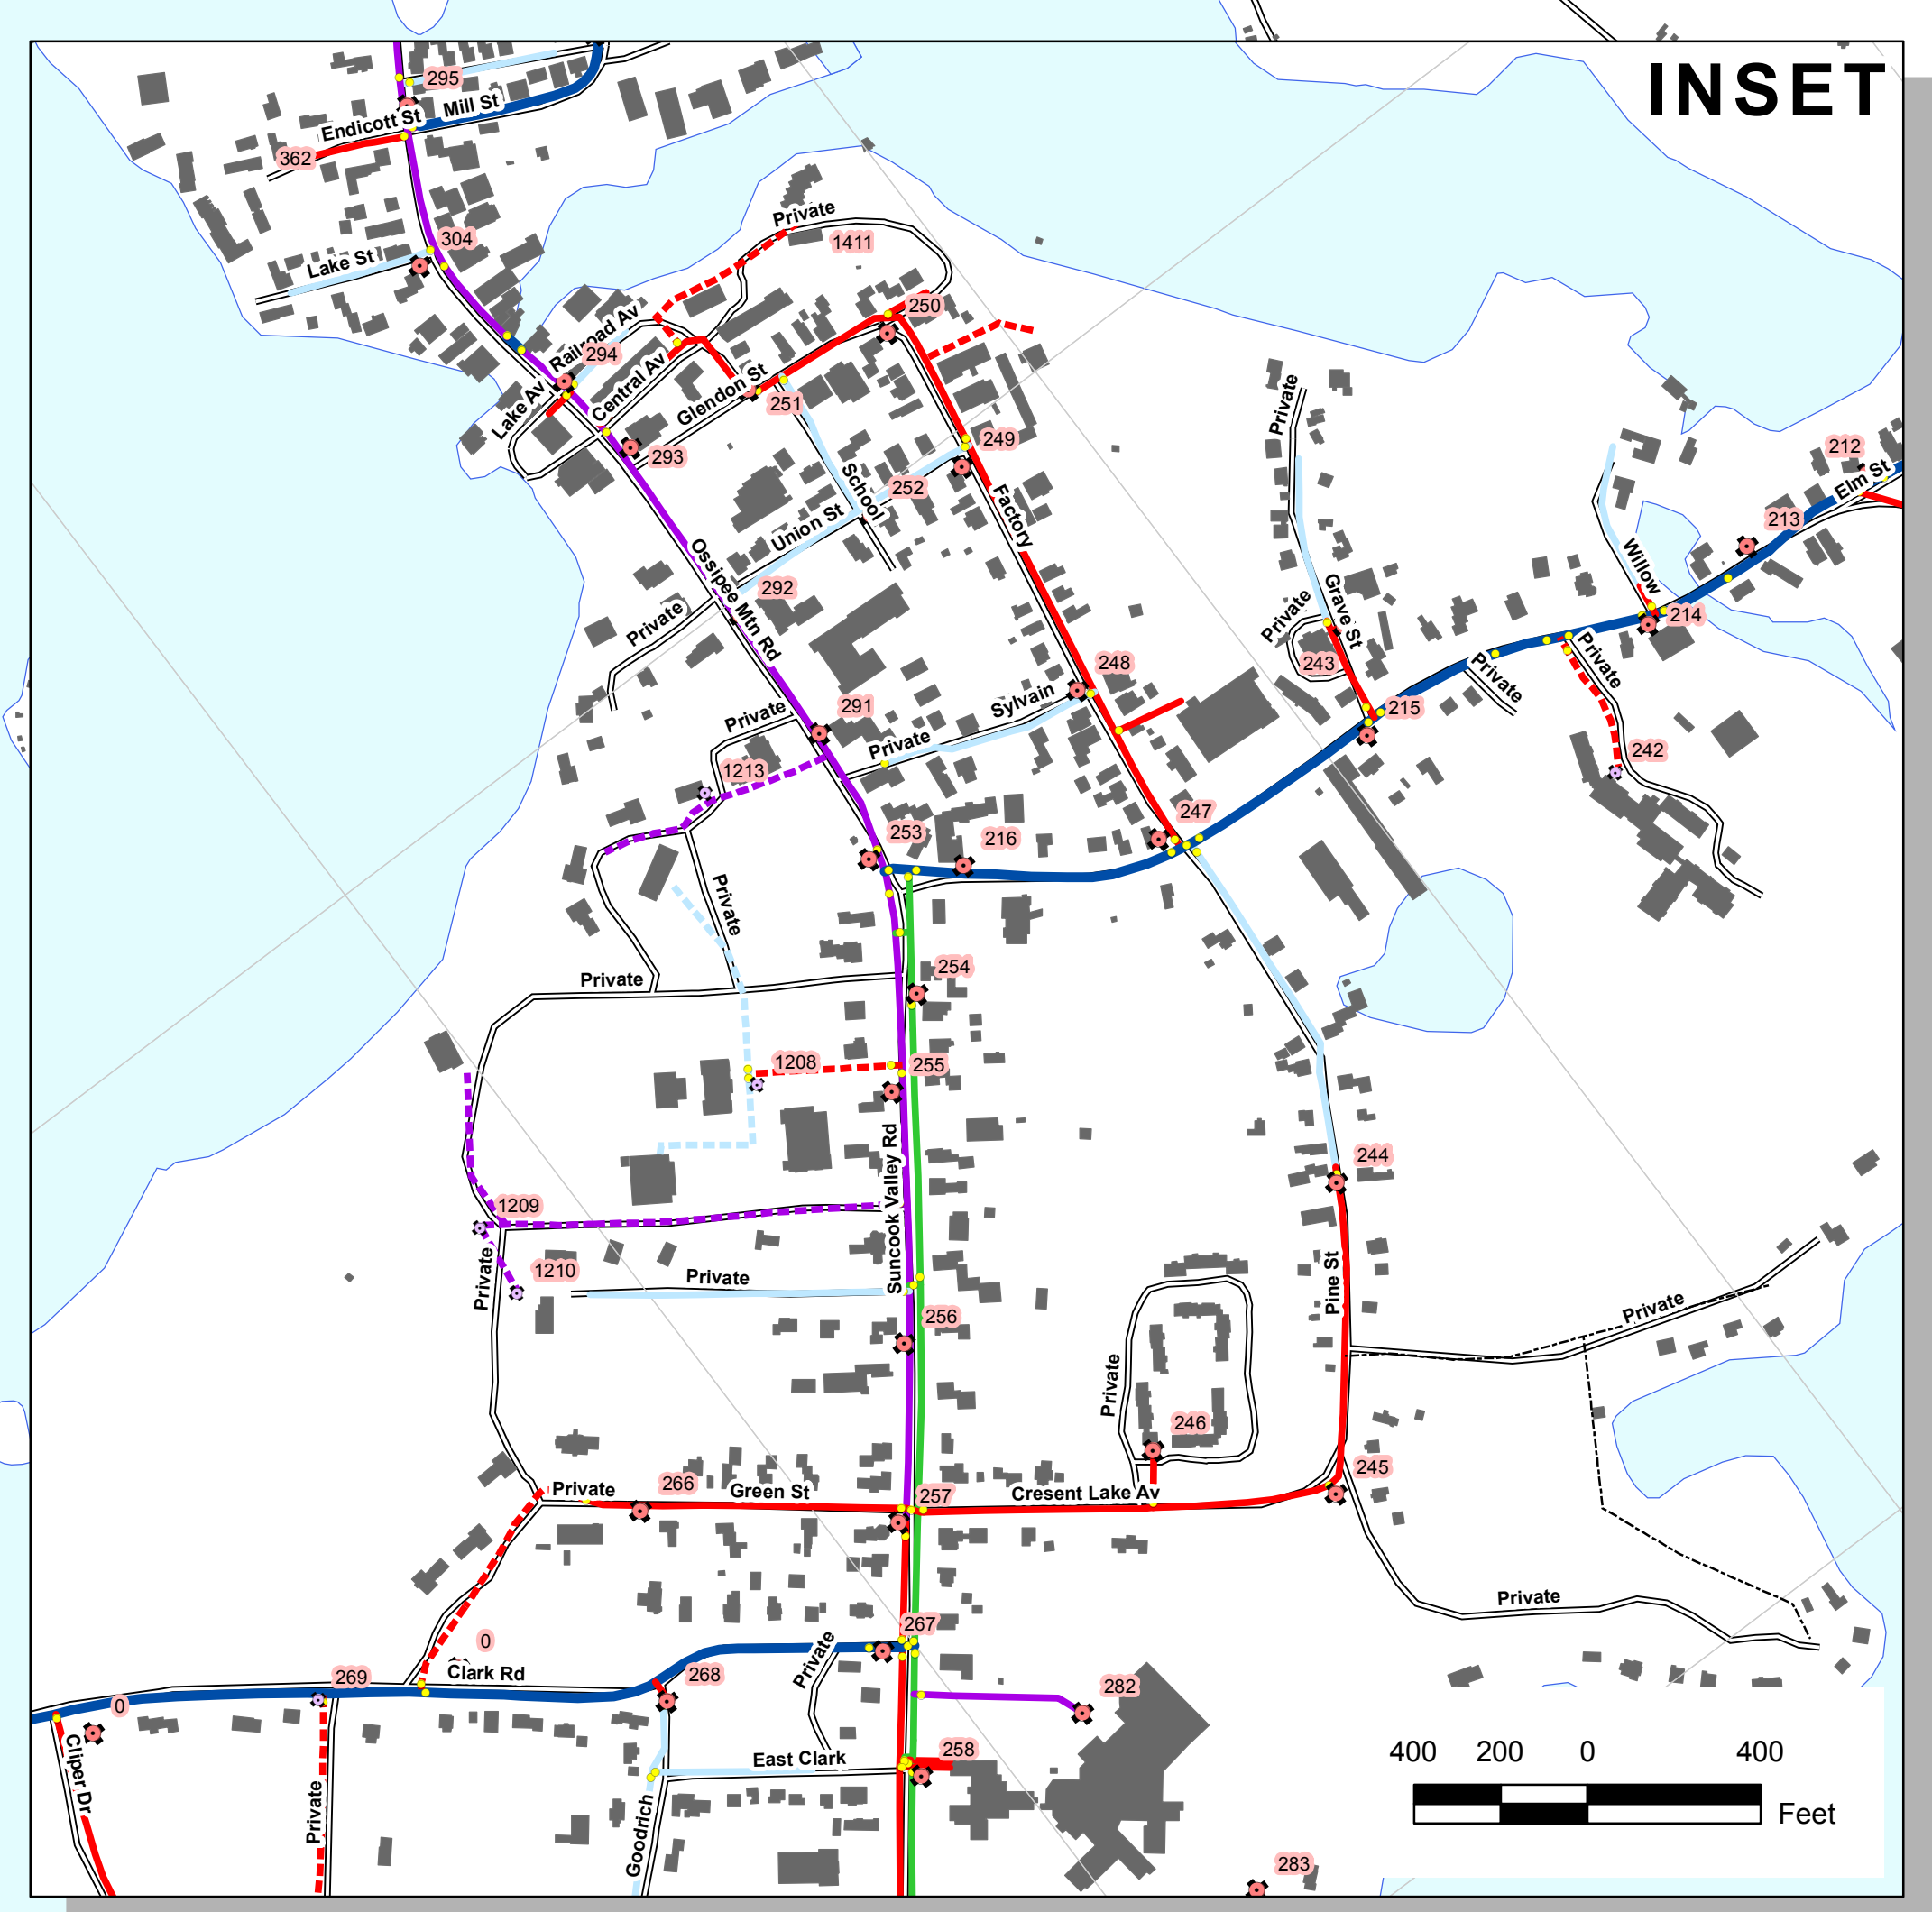 INSET
295
Mill St
Endicott St
362
304
Lake St
Private
1411
250
Railroad Av
294
Central Av
Lake Av
Glendon St
251
293
249
252
School
Union St
Factory
Ossipee Mtn Rd
292
Private
Private
212
Elm St
213
Willow
214
Grave St
Private
243
Private
Private
215
242
248
Sylvain
Private
Private
291
1213
247
253
216
Private
254
Private
1208
255
Suncook Valley Rd
244
1209
1210
Private
Private
256
Pine St
Private
Private
246
245
266
Private
Green St
257
Cresent Lake Av
Private
267
0
Private
Clark Rd
269
268
0
282
258
East Clark
Cliper Dr
Private
Goodrich
283
400 200 0 400
Feet